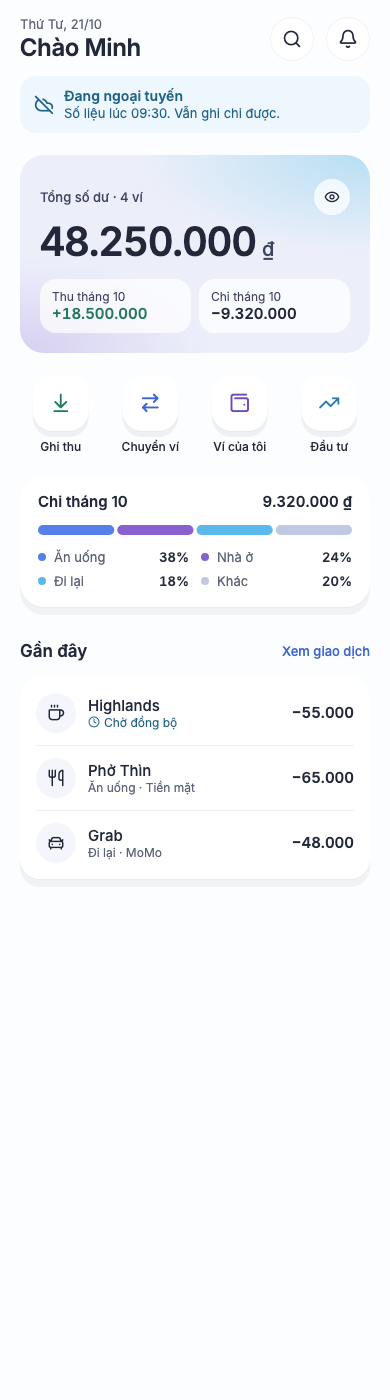 Thứ Tư, 21/10
Chào Minh
Đang ngoại tuyến
Số liệu lúc 09:30. Vẫn ghi chi được.
Tổng số dư · 4 ví
48.250.000 ₫
Thu tháng 10
+18.500.000
Chi tháng 10
−9.320.000
Ghi thu
Chuyển ví
Ví của tôi
Đầu tư
Chi tháng 10 9.320.000 ₫
Ăn uống 38%
Nhà ở 24%
Đi lại 18%
Khác 20%
Gần đây Xem giao dịch
Highlands
Chờ đồng bộ
−55.000
Phở Thìn
Ăn uống · Tiền mặt
−65.000
Grab
Đi lại · MoMo
−48.000